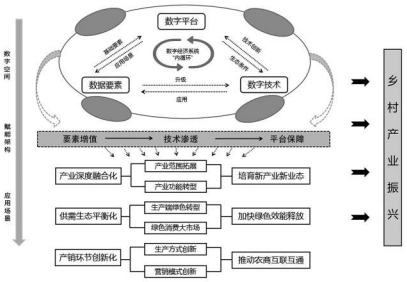 数字空间
赋能架构
应用场景
数字平台
基础要素
应用场景
数字经济系统
"内循环"
技术创新
生态条件
数据要素
升级
应用
数字技术
要素增值
技术渗透
平台保障
产业深度融合化
产业范围拓展
产业功能转型
培育新产业新业态
供需生态平衡化
生产端绿色转型
绿色消费大市场
加快绿色效能释放
产销环节创新化
生产方式创新
营销模式创新
推动农商互联互通
乡村产业振兴